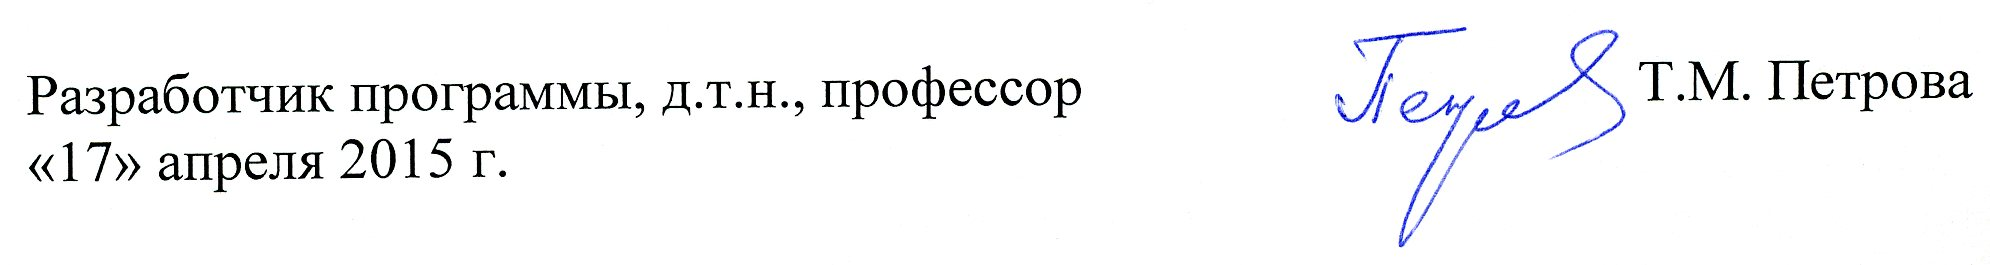 Разработчик программы, д.т.н., профессор Т.М. Петрова
«17» апреля 2015 г.